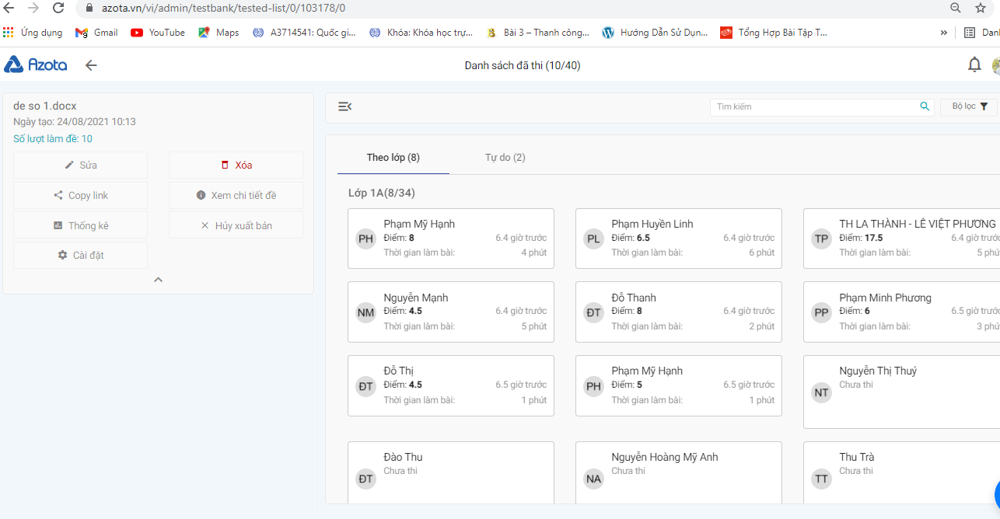 azota.vn/vi/admin/testbank/tested-list/0/103178/0
Ứng dụng Gmail YouTube Maps A3714541: Quốc gi... Khóa: Khóa học trự... Bài 3 – Thanh công... Hướng Dẫn Sử Dụn... Tổng Hợp Bài Tập T... »
Azota
Danh sách đã thi (10/40)
de so 1.docx
Ngày tạo: 24/08/2021 10:13
Số lượt làm đề: 10
Sửa Xóa
Copy link Xem chi tiết đề
Thống kê Hủy xuất bản
Cài đặt
Tìm kiếm Bộ lọc
Theo lớp (8) Tự do (2)
Lớp 1A(8/34)
PH Phạm Mỹ Hạnh
Điểm: 8 6.4 giờ trước
Thời gian làm bài: 4 phút
PL Phạm Huyền Linh
Điểm: 6.5 6.4 giờ trước
Thời gian làm bài: 6 phút
TP TH LA THÀNH - LÊ VIỆT PHƯƠNG
Điểm: 17.5 6.4 giờ
Thời gian làm bài: 5
NM Nguyễn Mạnh
Điểm: 4.5 6.4 giờ trước
Thời gian làm bài: 5 phút
ĐT Đỗ Thanh
Điểm: 8 6.4 giờ trước
Thời gian làm bài: 2 phút
PP Phạm Minh Phương
Điểm: 6 6.5 giờ
Thời gian làm bài: 3
ĐT Đỗ Thị
Điểm: 4.5 6.5 giờ trước
Thời gian làm bài: 1 phút
PH Phạm Mỹ Hạnh
Điểm: 5 6.5 giờ trước
Thời gian làm bài: 1 phút
NT Nguyễn Thị Thuý
Chưa thi
ĐT Đào Thu
Chưa thi
NA Nguyễn Hoàng Mỹ Anh
Chưa thi
TT Thu Trà
Chưa thi